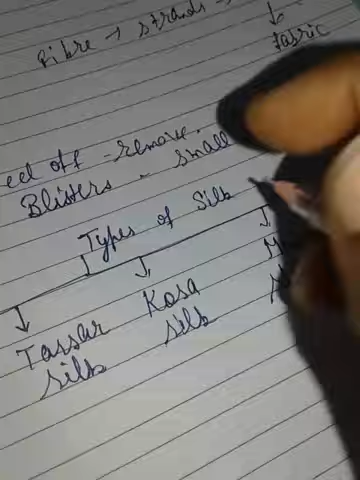 Fibre → strands →
fabric
eel off - remove.
Blisters - small
Types of Silk
Tassar silk
Kosa silk
M